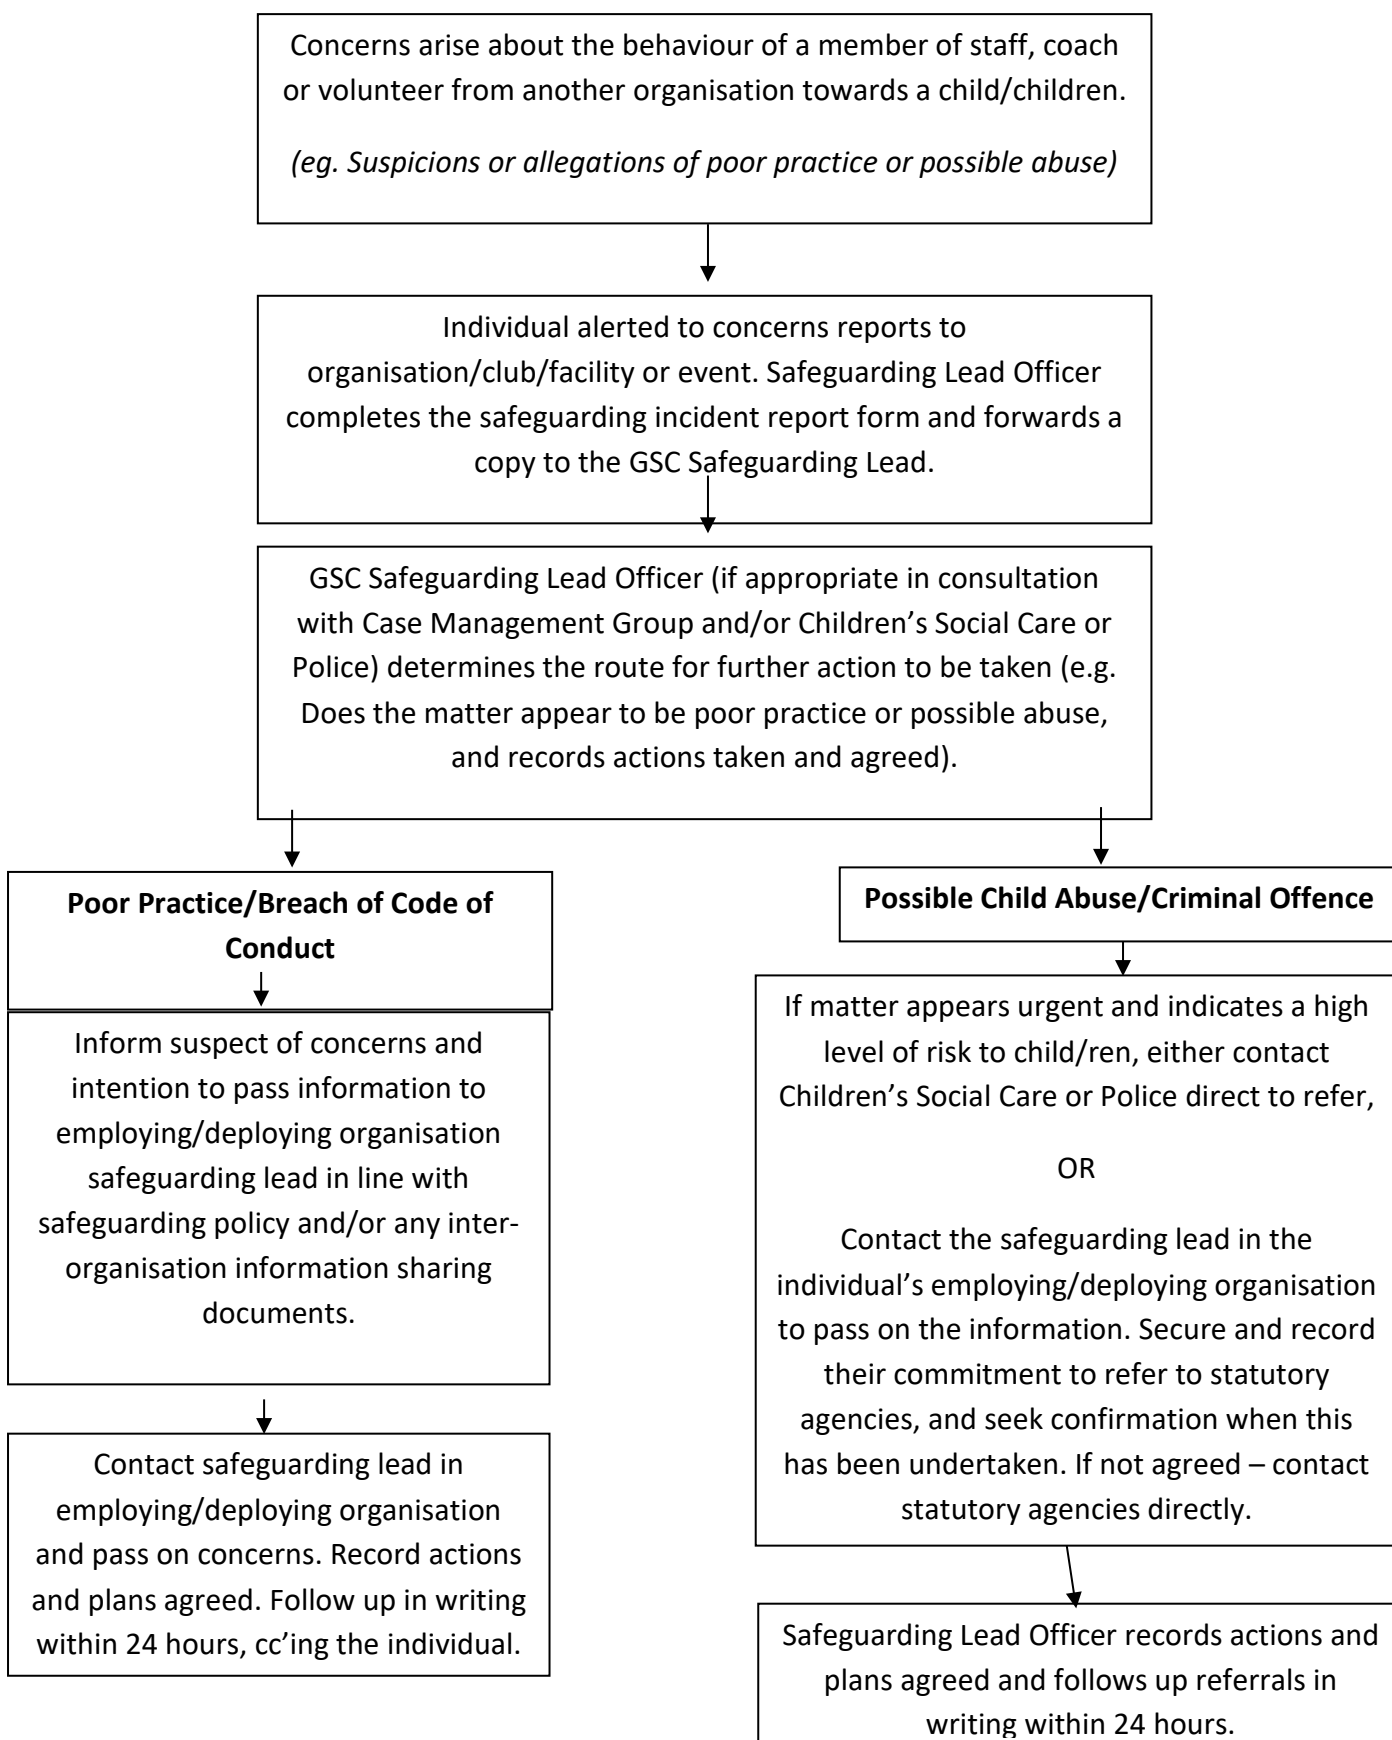 Concerns arise about the behaviour of a member of staff, coach
or volunteer from another organisation towards a child/children.
(eg. Suspicions or allegations of poor practice or possible abuse)
Individual alerted to concerns reports to
organisation/club/facility or event. Safeguarding Lead Officer
completes the safeguarding incident report form and forwards a
copy to the GSC Safeguarding Lead.
GSC Safeguarding Lead Officer (if appropriate in consultation
with Case Management Group and/or Children’s Social Care or
Police) determines the route for further action to be taken (e.g.
Does the matter appear to be poor practice or possible abuse,
and records actions taken and agreed).
Poor Practice/Breach of Code of
Conduct
Inform suspect of concerns and
intention to pass information to
employing/deploying organisation
safeguarding lead in line with
safeguarding policy and/or any inter-
organisation information sharing
documents.
Contact safeguarding lead in
employing/deploying organisation
and pass on concerns. Record actions
and plans agreed. Follow up in writing
within 24 hours, cc’ing the individual.
Possible Child Abuse/Criminal Offence
If matter appears urgent and indicates a high
level of risk to child/ren, either contact
Children’s Social Care or Police direct to refer,
OR
Contact the safeguarding lead in the
individual’s employing/deploying organisation
to pass on the information. Secure and record
their commitment to refer to statutory
agencies, and seek confirmation when this
has been undertaken. If not agreed – contact
statutory agencies directly.
Safeguarding Lead Officer records actions and
plans agreed and follows up referrals in
writing within 24 hours.